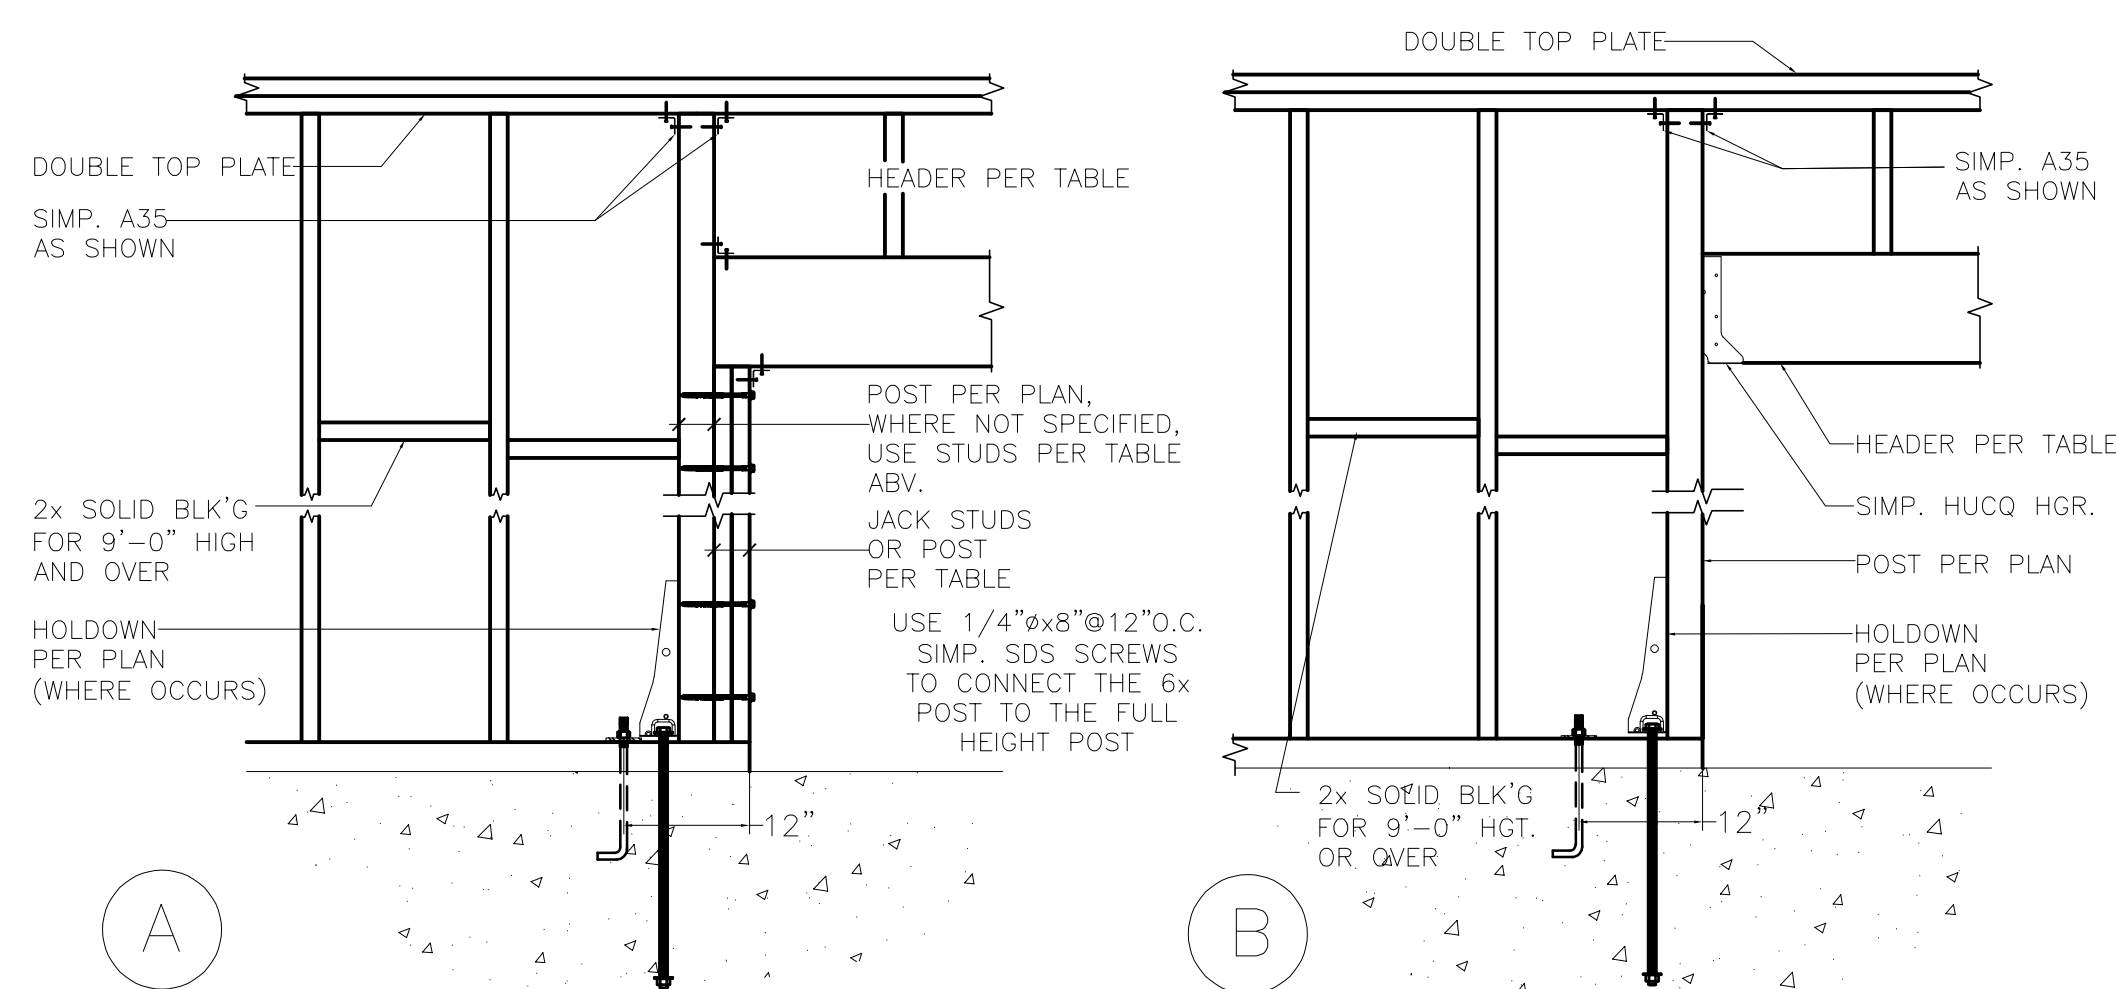 DOUBLE TOP PLATE
SIMP. A35
AS SHOWN
2x SOLID BLK'G
FOR 9'-0" HIGH
AND OVER
HOLDOWN
PER PLAN
(WHERE OCCURS)
HEADER PER TABLE
POST PER PLAN,
WHERE NOT SPECIFIED,
USE STUDS PER TABLE
ABV.
JACK STUDS
OR POST
PER TABLE
USE 1/4"øx8"@12"O.C.
SIMP. SDS SCREWS
TO CONNECT THE 6x
POST TO THE FULL
HEIGHT POST
12"
A
DOUBLE TOP PLATE
SIMP. A35
AS SHOWN
HEADER PER TABLE
SIMP. HUCQ HGR.
POST PER PLAN
HOLDOWN
PER PLAN
(WHERE OCCURS)
2x SOLID BLK'G
FOR 9'-0" HGT.
OR OVER
12"
B